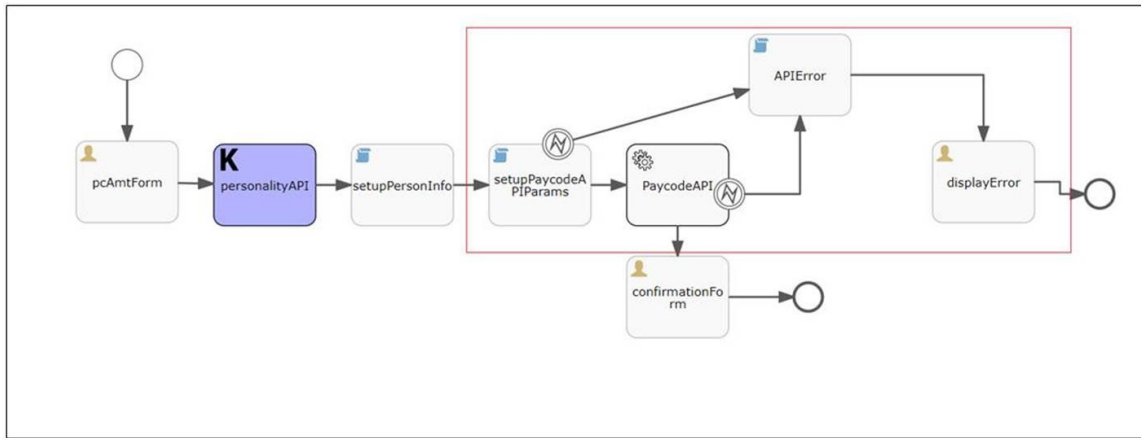 APIError
K
pcAmtForm
personalityAPI
setupPersonInfo
setupPaycodeA
PIParams
PaycodeAPI
displayError
confirmationFo
rm